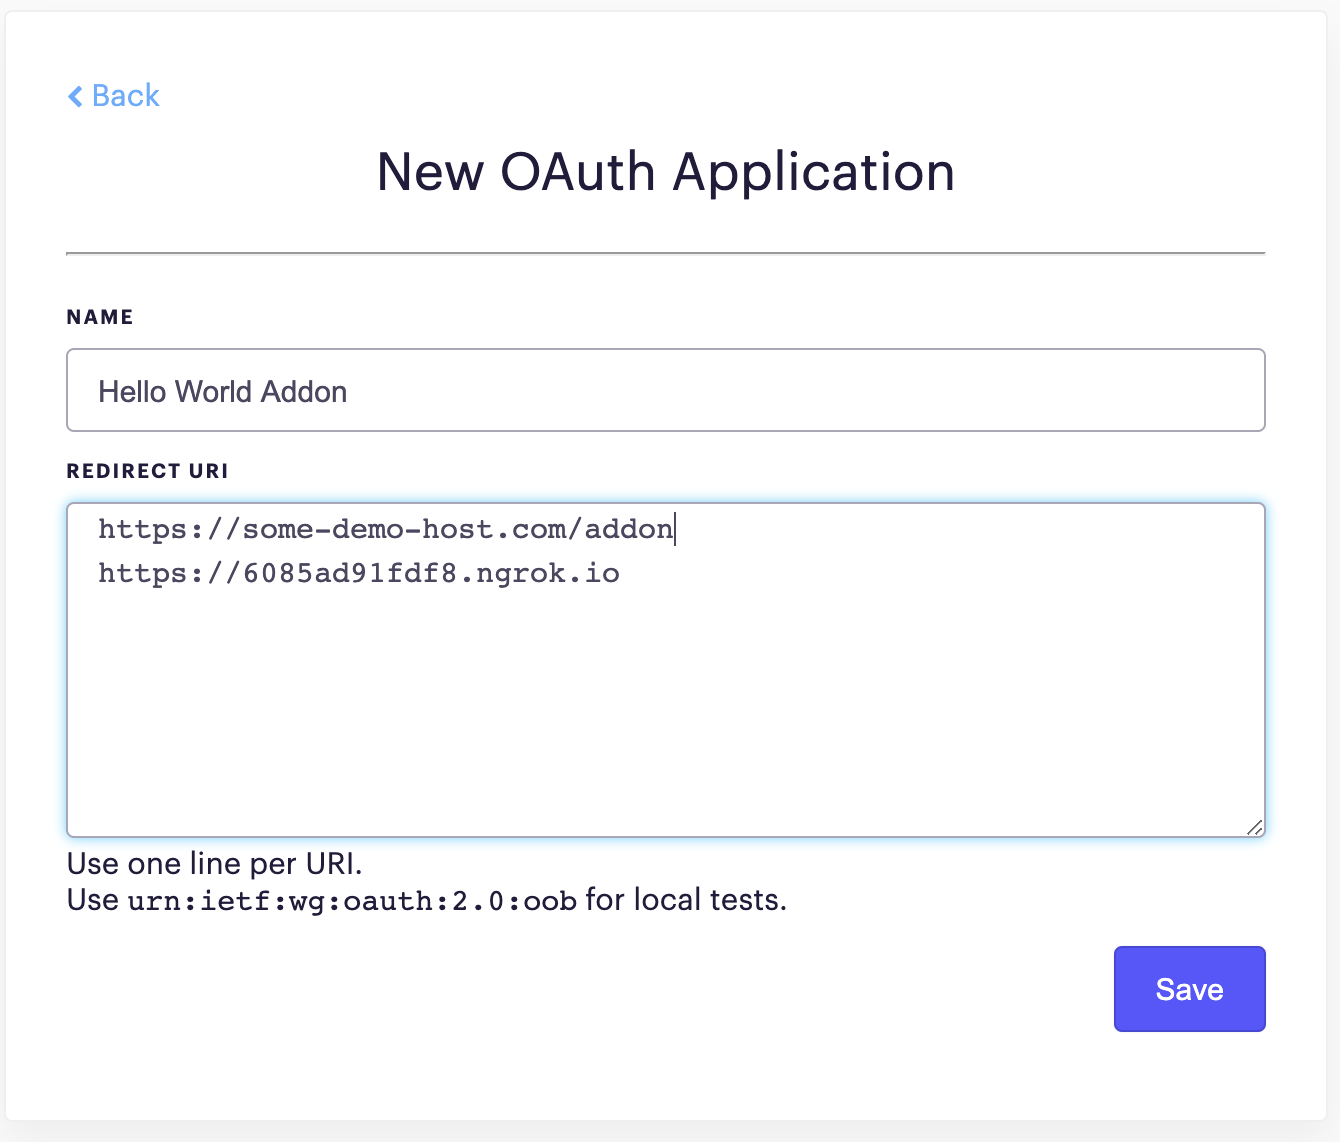 Back
New OAuth Application
NAME
Hello World Addon
REDIRECT URI
https://some-demo-host.com/addon
https://6085ad91fdf8.ngrok.io
Use one line per URI.
Use urn:ietf:wg:oauth:2.0:oob for local tests.
Save